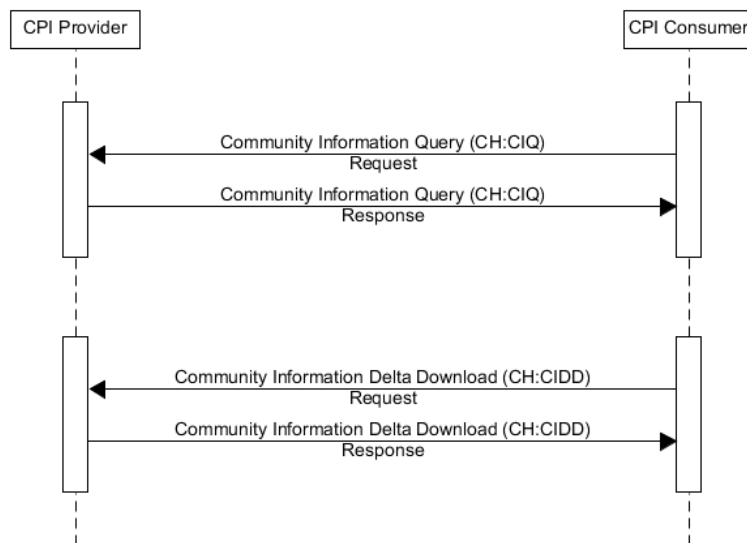 CPI Provider
CPI Consumer
Community Information Query (CH:CIQ)
Request
Community Information Query (CH:CIQ)
Response
Community Information Delta Download (CH:CIDD)
Request
Community Information Delta Download (CH:CIDD)
Response